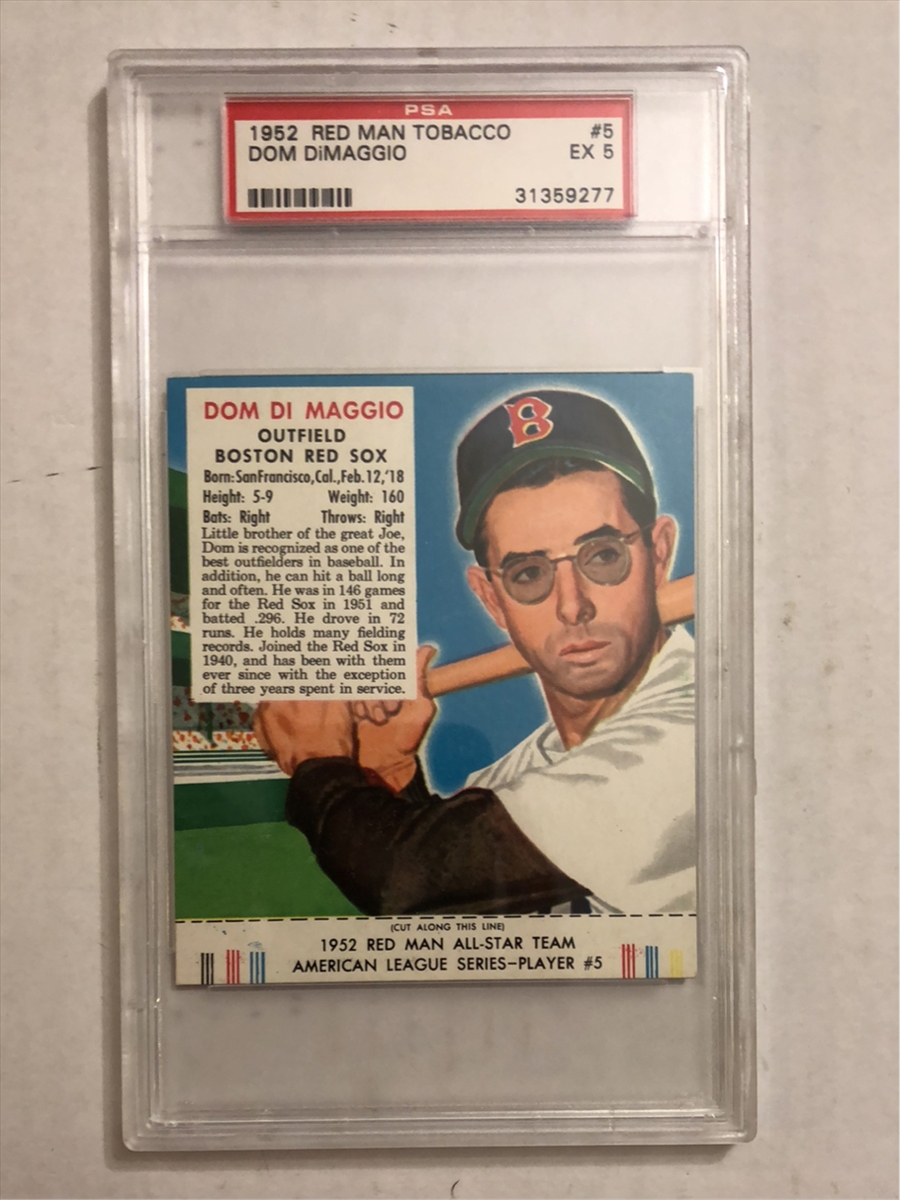 PSA
1952 RED MAN TOBACCO #5
DOM DiMAGGIO EX 5
31359277
DOM DI MAGGIO
OUTFIELD
BOSTON RED SOX
Born: San Francisco, Cal., Feb. 12, '18
Height: 5-9 Weight: 160
Bats: Right Throws: Right
Little brother of the great Joe,
Dom is recognized as one of the
best outfielders in baseball. In
addition, he can hit a ball long
and often. He was in 146 games
for the Red Sox in 1951 and
batted .296. He drove in 72
runs. He holds many fielding
records. Joined the Red Sox in
1940, and has been with them
ever since with the exception
of three years spent in service.
B
(CUT ALONG THIS LINE)
1952 RED MAN ALL-STAR TEAM
AMERICAN LEAGUE SERIES—PLAYER #5